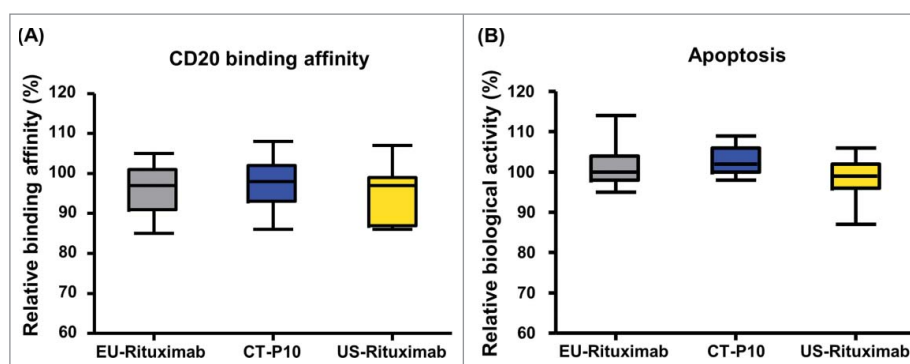 (A)
CD20 binding affinity
Relative binding affinity (%)
120
110
100
90
80
70
60
EU-Rituximab CT-P10 US-Rituximab
(B)
Apoptosis
Relative biological activity (%)
120
110
100
90
80
70
60
EU-Rituximab CT-P10 US-Rituximab